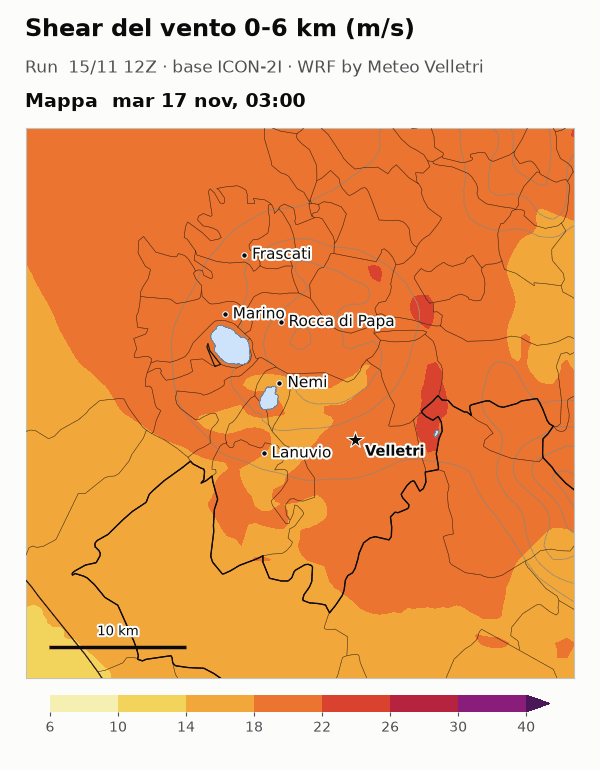 Shear del vento 0-6 km (m/s)
Run  15/11 12Z · base ICON-2I · WRF by Meteo Velletri
Mappa  mar 17 nov, 03:00
Frascati
Marino
Rocca di Papa
Nemi
Velletri
Lanuvio
10 km
6 10 14 18 22 26 30 40